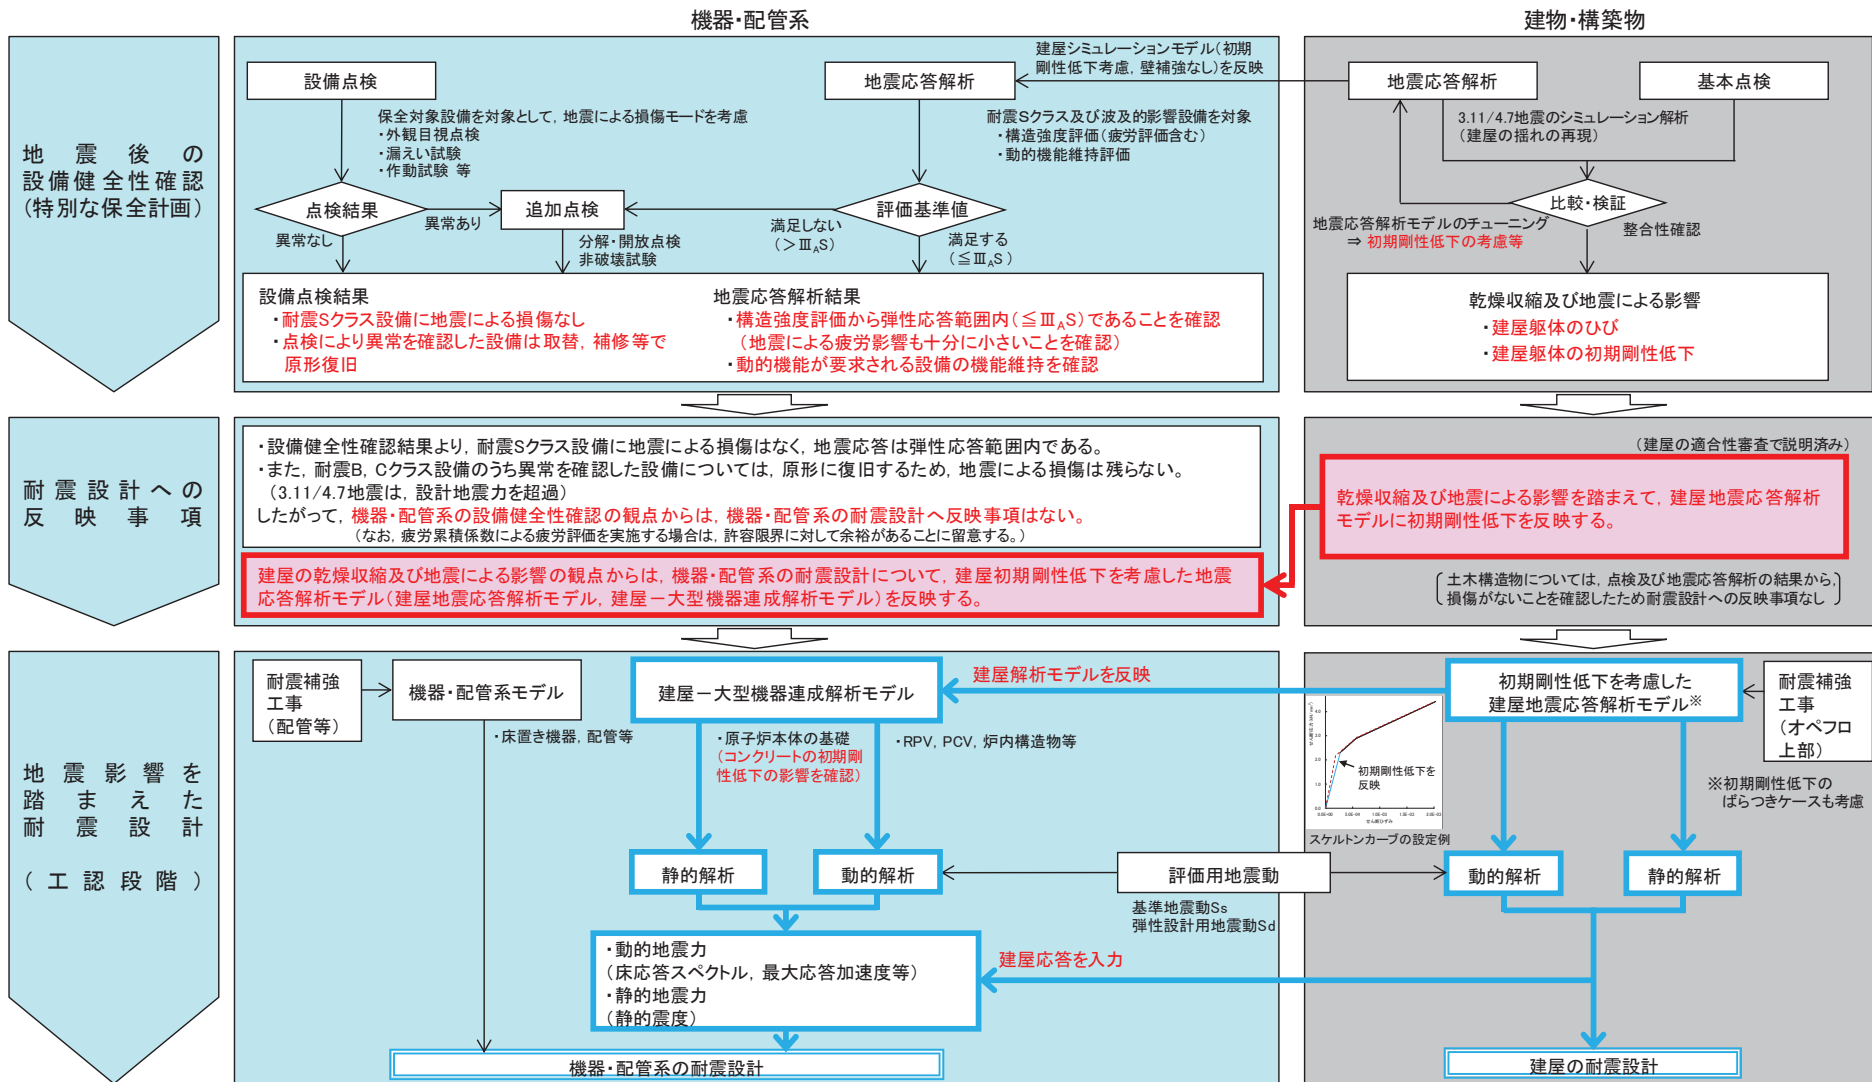 機器・配管系
建物・構築物
地震後の
設備健全性確認
(特別な保全計画)
設備点検
保全対象設備を対象として，地震による損傷モードを考慮
・外観目視点検
・漏えい試験
・作動試験 等
点検結果
異常あり
異常なし
追加点検
分解・開放点検
非破壊試験
建屋シミュレーションモデル(初期
剛性低下考慮，壁補強なし)を反映
地震応答解析
耐震Sクラス及び波及的影響設備を対象
・構造強度評価(疲労評価含む)
・動的機能維持評価
評価基準値
満足しない
(＞ⅢAS)
満足する
(≦ⅢAS)
設備点検結果
・耐震Sクラス設備に地震による損傷なし
・点検により異常を確認した設備は取替，補修等で
原形復旧
地震応答解析結果
・構造強度評価から弾性応答範囲内(≦ⅢAS)であることを確認
(地震による疲労影響も十分に小さいことを確認)
・動的機能が要求される設備の機能維持を確認
地震応答解析
基本点検
3.11/4.7地震のシミュレーション解析
(建屋の揺れの再現)
比較・検証
地震応答解析モデルのチューニング
⇒ 初期剛性低下の考慮等
整合性確認
乾燥収縮及び地震による影響
・建屋躯体のひび
・建屋躯体の初期剛性低下
耐震設計への
反映事項
・設備健全性確認結果より，耐震Sクラス設備に地震による損傷はなく，地震応答は弾性応答範囲内である。
・また，耐震B，Cクラス設備のうち異常を確認した設備については，原形に復旧するため，地震による損傷は残らない。
(3.11/4.7地震は，設計地震力を超過)
したがって，機器・配管系の設備健全性確認の観点からは，機器・配管系の耐震設計へ反映事項はない。
(なお，疲労累積係数による疲労評価を実施する場合は，許容限界に対して余裕があることに留意する。)
建屋の乾燥収縮及び地震による影響の観点からは，機器・配管系の耐震設計について，建屋初期剛性低下を考慮した地震
応答解析モデル(建屋地震応答解析モデル，建屋－大型機器連成解析モデル)を反映する。
(建屋の適合性審査で説明済み)
乾燥収縮及び地震による影響を踏まえて，建屋地震応答解析
モデルに初期剛性低下を反映する。
土木構造物については，点検及び地震応答解析の結果から，
損傷がないことを確認したため耐震設計への反映事項なし
地震影響を
踏まえた
耐震設計
(工認段階)
耐震補強
工事
(配管等)
機器・配管系モデル
・床置き機器，配管等
建屋－大型機器連成解析モデル
・原子炉本体の基礎
(コンクリートの初期剛
性低下の影響を確認)
・RPV，PCV，炉内構造物等
建屋解析モデルを反映
静的解析
動的解析
評価用地震動
基準地震動Ss
弾性設計用地震動Sd
・動的地震力
(床応答スペクトル，最大応答加速度等)
・静的地震力
(静的震度)
建屋応答を入力
機器・配管系の耐震設計
初期剛性低下を考慮した
建屋地震応答解析モデル※
耐震補強
工事
(オペフロ
上部)
※初期剛性低下の
ばらつきケースも考慮
4.0
3.0
2.0
1.0
0.0
初期剛性低下を
反映
0.0E+00 5.0E-04 1.0E-03 1.5E-03 2.0E-03
せん断ひずみ
スケルトンカーブの設定例
動的解析
静的解析
建屋の耐震設計